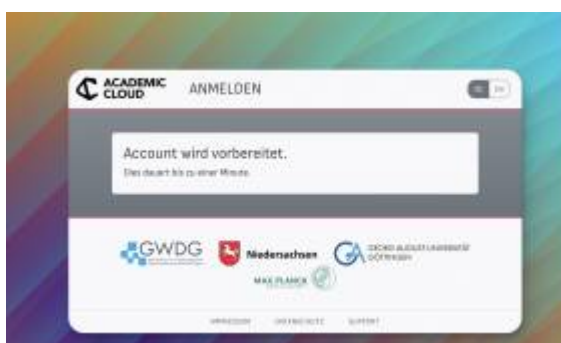 ACADEMIC
CLOUD
ANMELDEN
DE EN
Account wird vorbereitet.
Dies dauert bis zu einer Minute.
GWDG
Niedersachsen
GEORG-AUGUST-UNIVERSITÄT
GÖTTINGEN
MAX PLANCK
IMPRESSUM DATENSCHUTZ SUPPORT